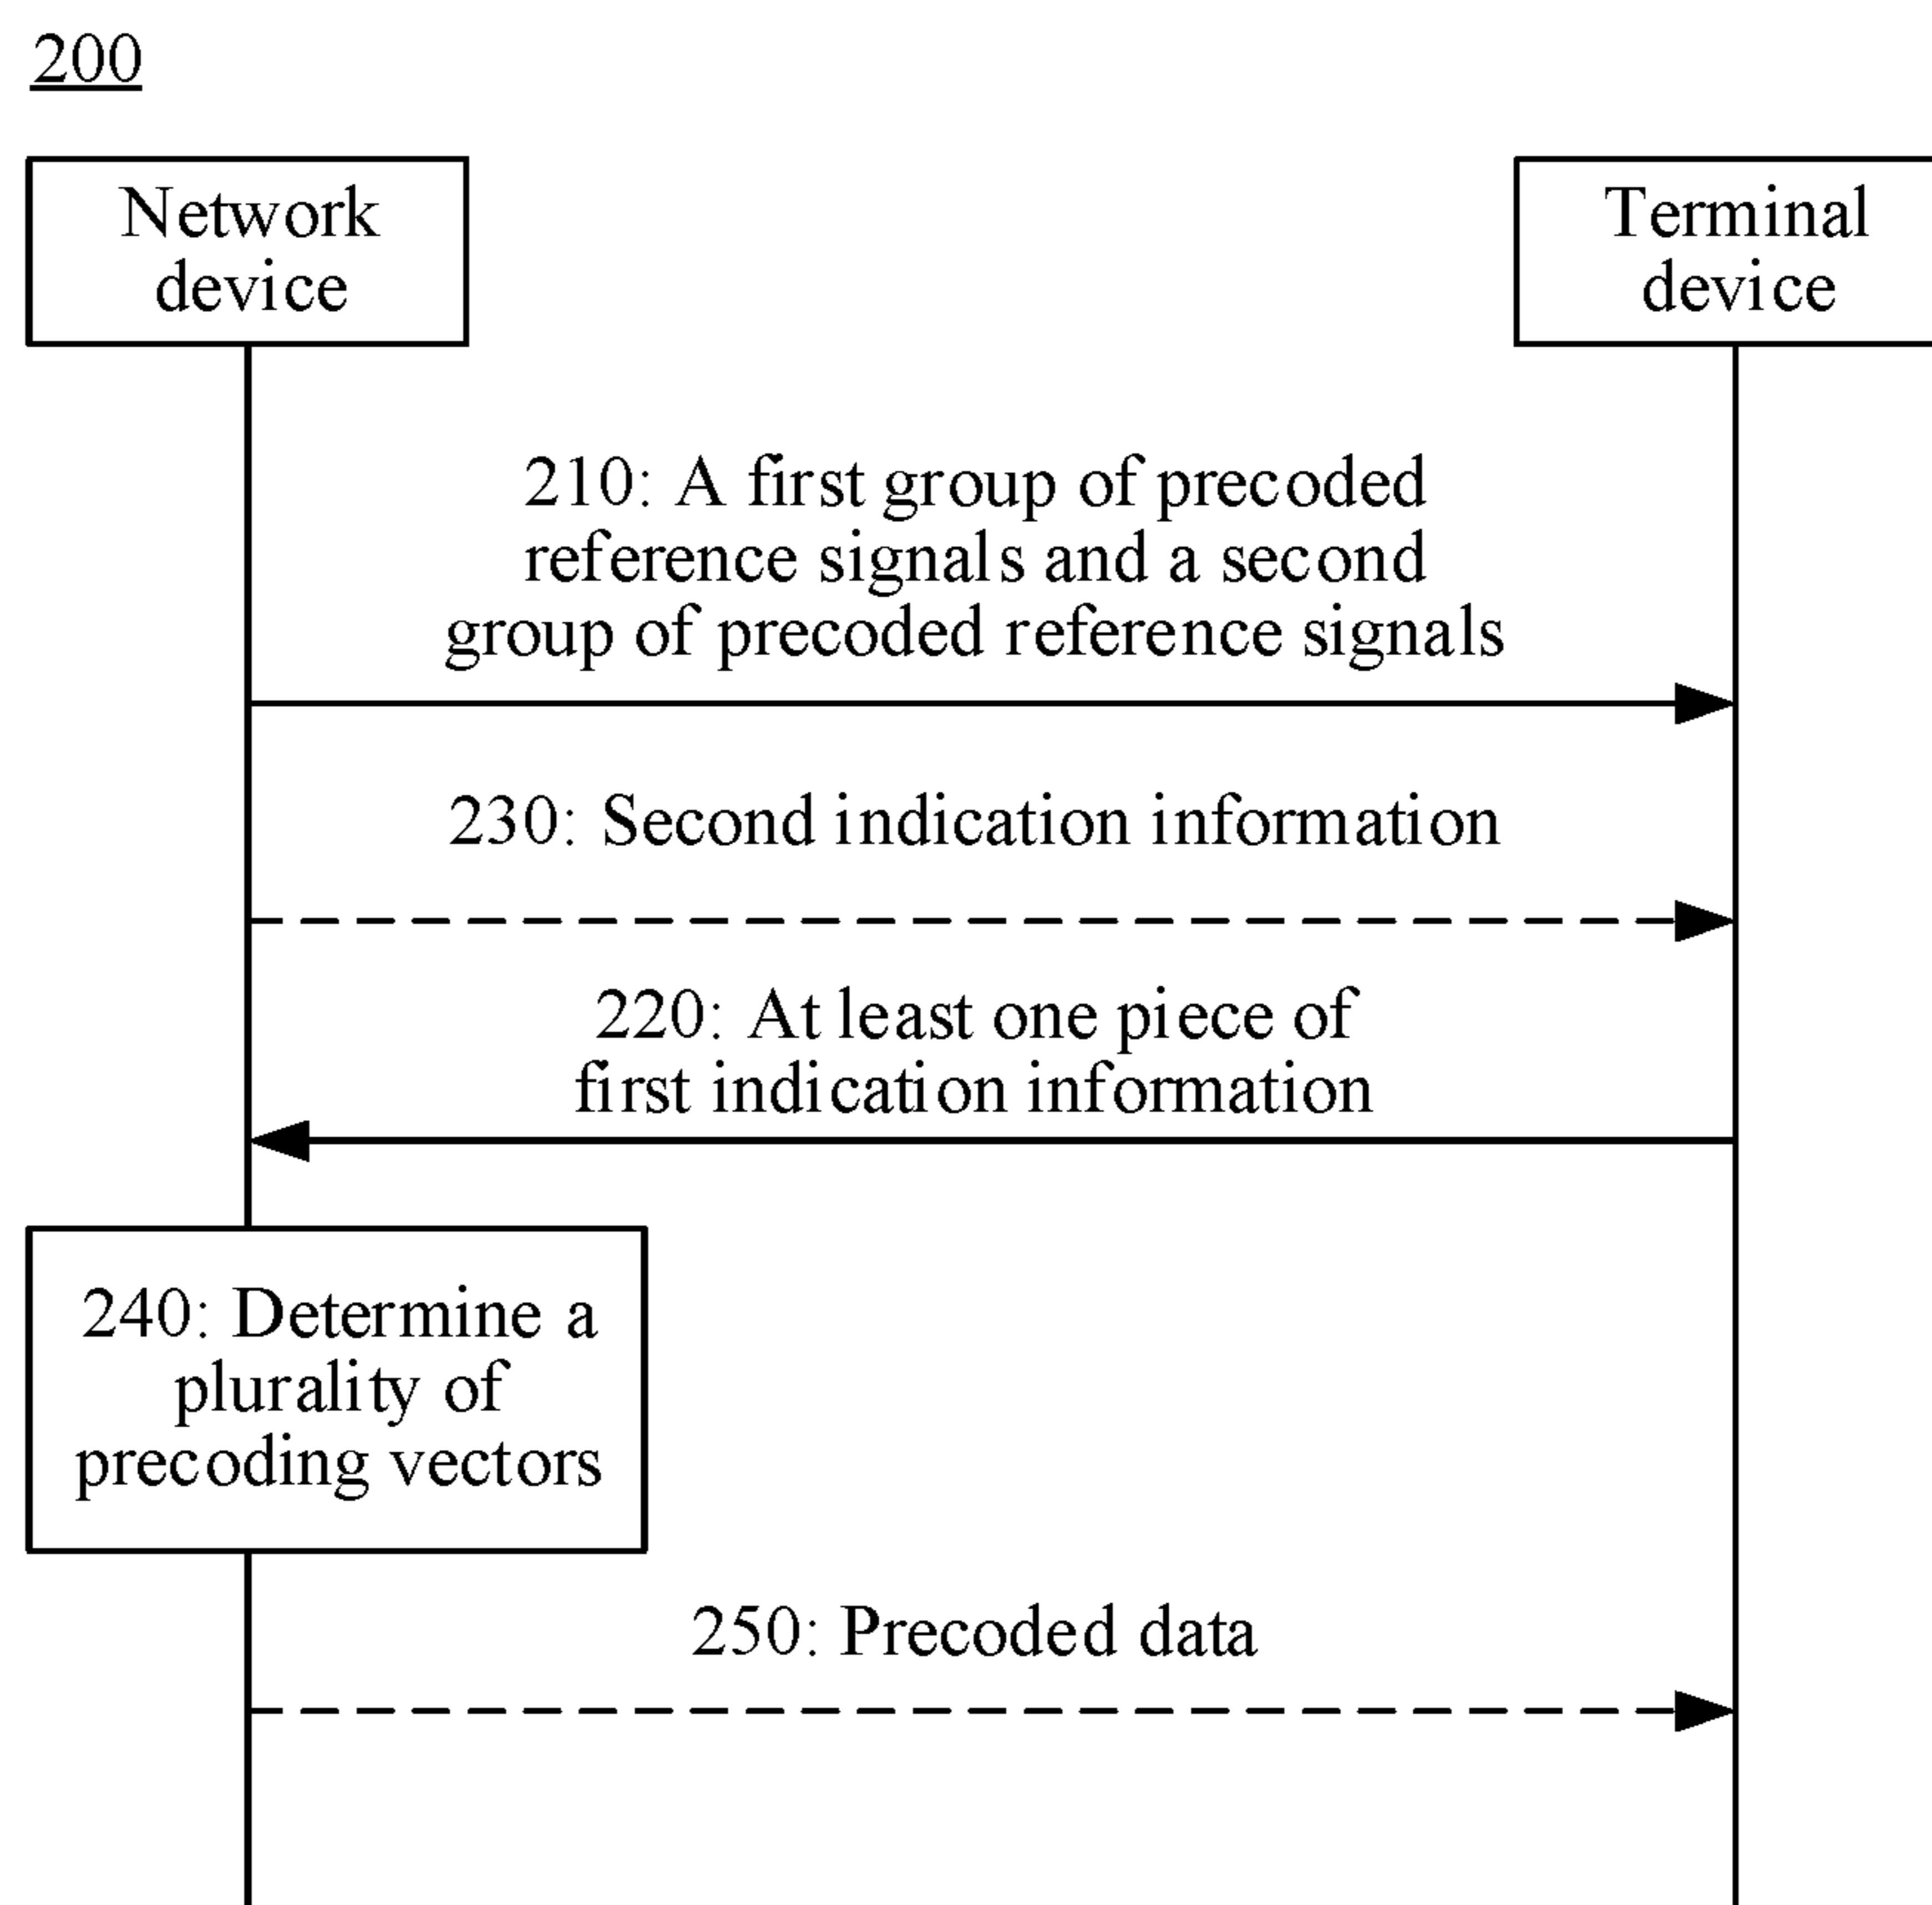 200
Network
device
Terminal
device
210: A first group of precoded
reference signals and a second
group of precoded reference signals
230: Second indication information
220: At least one piece of
first indication information
240: Determine a
plurality of
precoding vectors
250: Precoded data